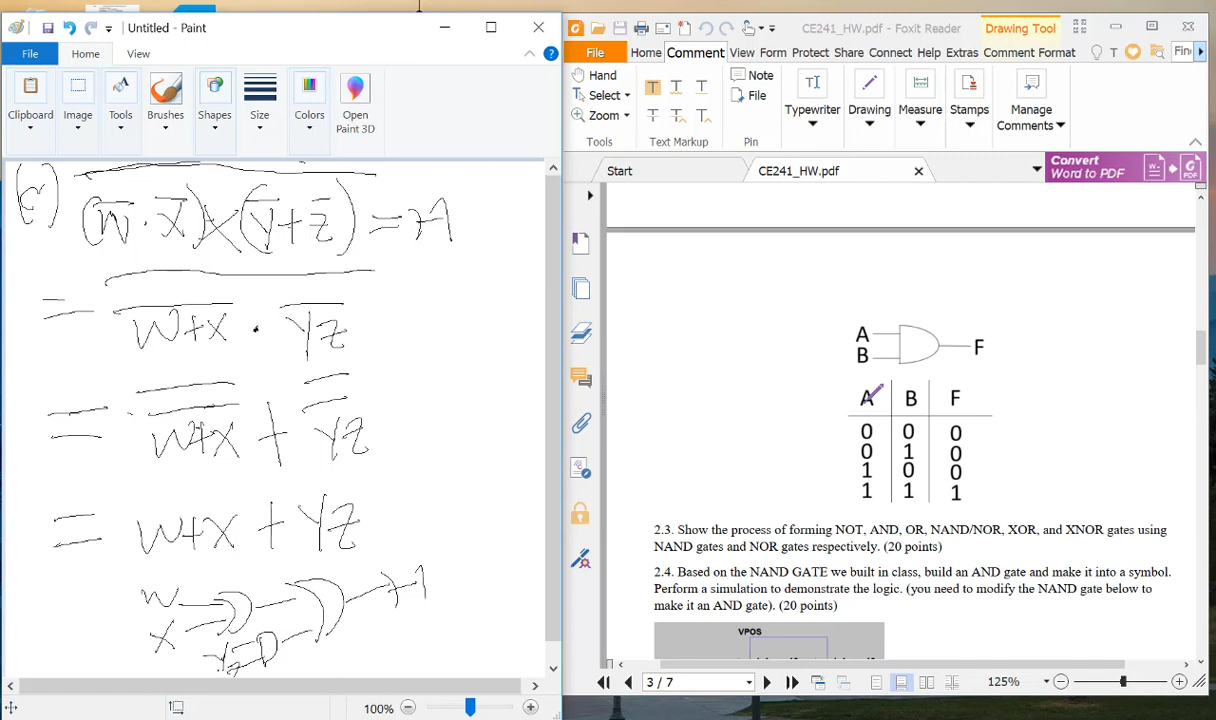 Untitled - Paint
File
Home
View
Clipboard
Image
Tools
Brushes
Shapes
Size
Colors
Open
Paint 3D
(W̅ · X̅) × (Y̅ + Z̅)
= W+X · YZ
= W+X + YZ
= W+X + YZ
W
X
YZ
100%
CE241_HW.pdf - Foxit Reader
Drawing Tool
File
Home
Comment
View
Form
Protect
Share
Connect
Help
Extras
Comment Format
Fin
Hand
Select
Zoom
Tools
Text Markup
Note
File
Pin
Typewriter
Drawing
Measure
Stamps
Manage
Comments
Start
CE241_HW.pdf
Convert
Word to PDF
A
B
F
A B F
0 0 0
0 1 0
1 0 0
1 1 1
2.3. Show the process of forming NOT, AND, OR, NAND/NOR, XOR, and XNOR gates using
NAND gates and NOR gates respectively. (20 points)
2.4. Based on the NAND GATE we built in class, build an AND gate and make it into a symbol.
Perform a simulation to demonstrate the logic. (you need to modify the NAND gate below to
make it an AND gate). (20 points)
VPOS
3 / 7
125%